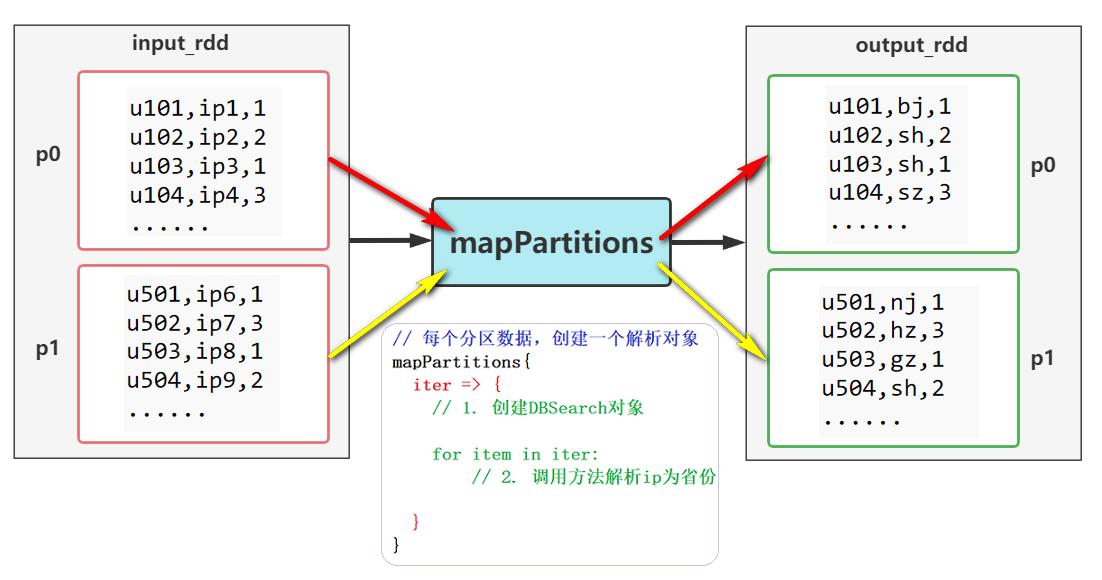 input_rdd
p0
u101,ip1,1
u102,ip2,2
u103,ip3,1
u104,ip4,3
......
p1
u501,ip6,1
u502,ip7,3
u503,ip8,1
u504,ip9,2
......
mapPartitions
// 每个分区数据，创建一个解析对象
mapPartitions{
iter => {
// 1. 创建DBSearch对象
for item in iter:
// 2. 调用方法解析ip为省份
}
}
output_rdd
u101,bj,1
u102,sh,2
u103,sh,1
u104,sz,3
......
p0
u501,nj,1
u502,hz,3
u503,gz,1
u504,sh,2
......
p1